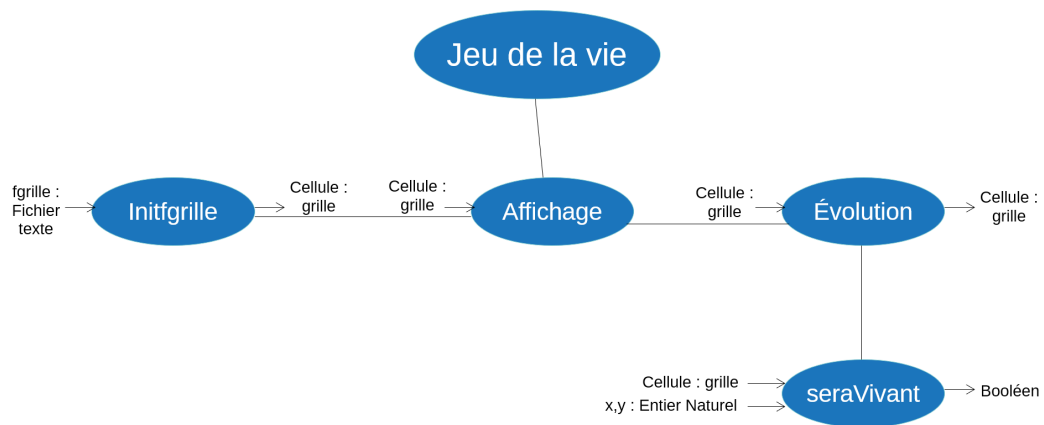 Jeu de la vie
fgrille :
Fichier
texte
Initfgrille
Cellule :
grille
Cellule :
grille
Affichage
Cellule :
grille
Évolution
Cellule :
grille
Cellule : grille
x,y : Entier Naturel
seraVivant
Booléen